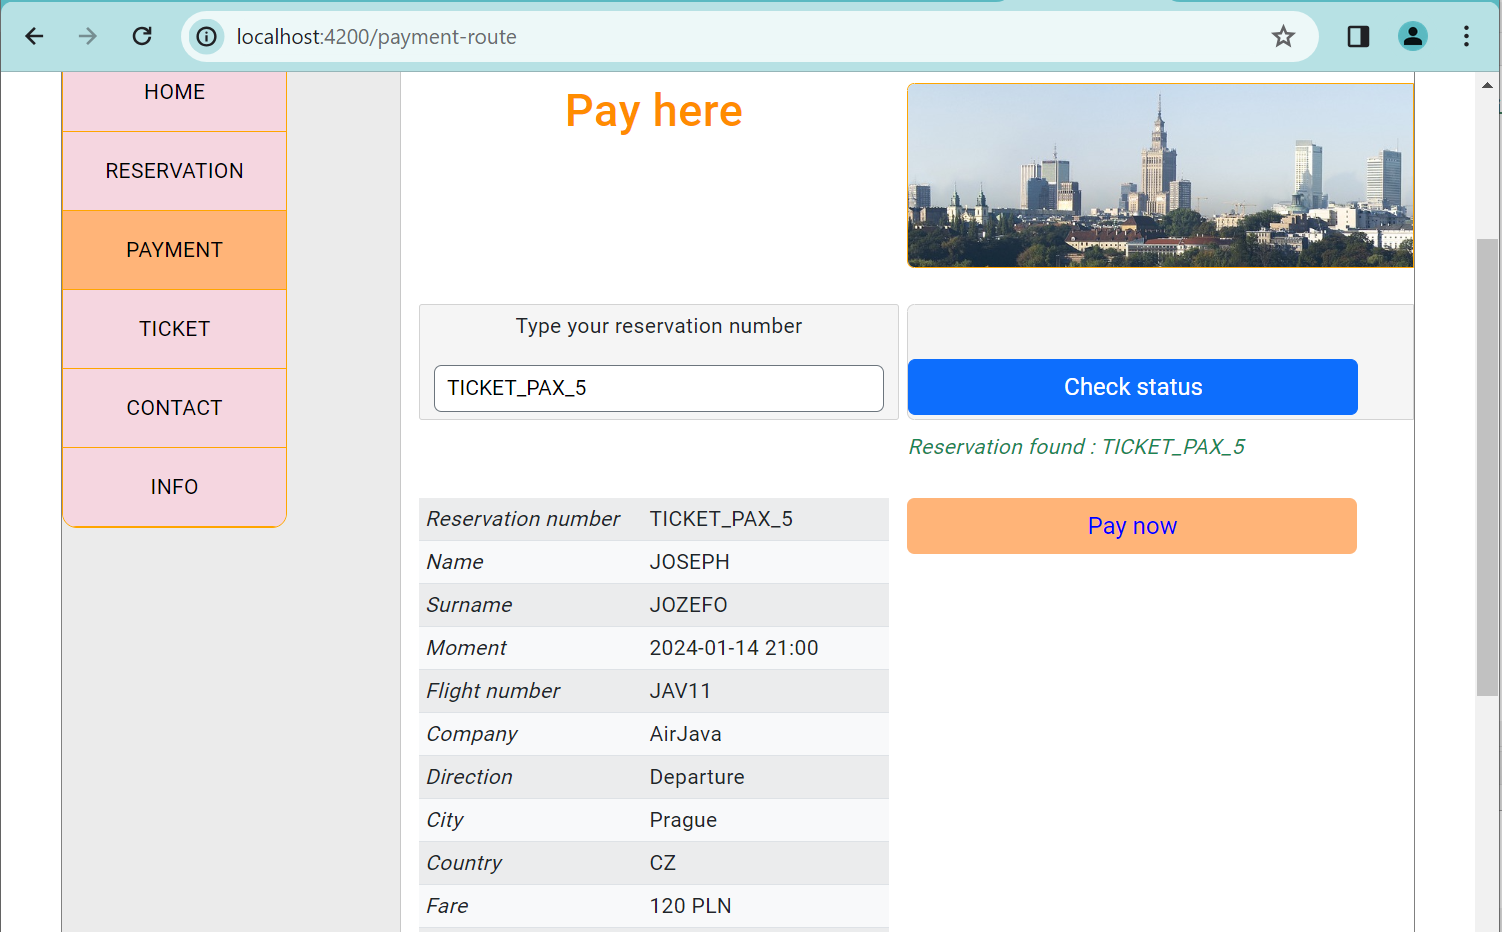 localhost:4200/payment-route
HOME
RESERVATION
PAYMENT
TICKET
CONTACT
INFO
Pay here
Type your reservation number
TICKET_PAX_5
Check status
Reservation found : TICKET_PAX_5
Reservation number TICKET_PAX_5
Name JOSEPH
Surname JOZEFO
Moment 2024-01-14 21:00
Flight number JAV11
Company AirJava
Direction Departure
City Prague
Country CZ
Fare 120 PLN
Pay now